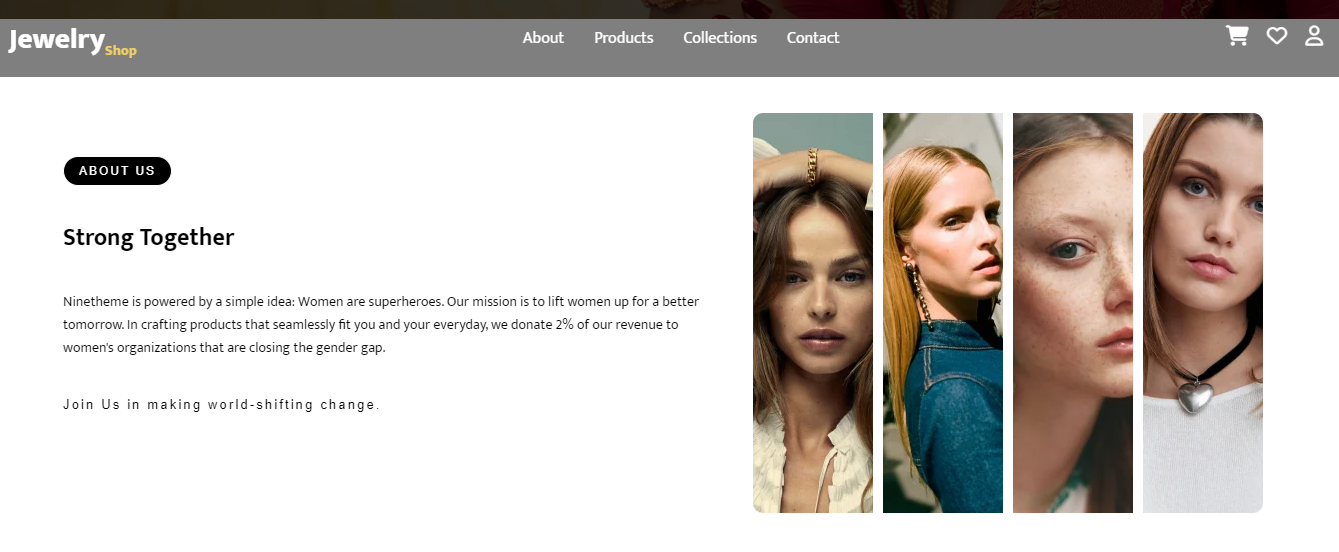 Jewelry Shop
About Products Collections Contact
ABOUT US
Strong Together
Ninetheme is powered by a simple idea: Women are superheroes. Our mission is to lift women up for a better
tomorrow. In crafting products that seamlessly fit you and your everyday, we donate 2% of our revenue to
women's organizations that are closing the gender gap.
Join Us in making world-shifting change.